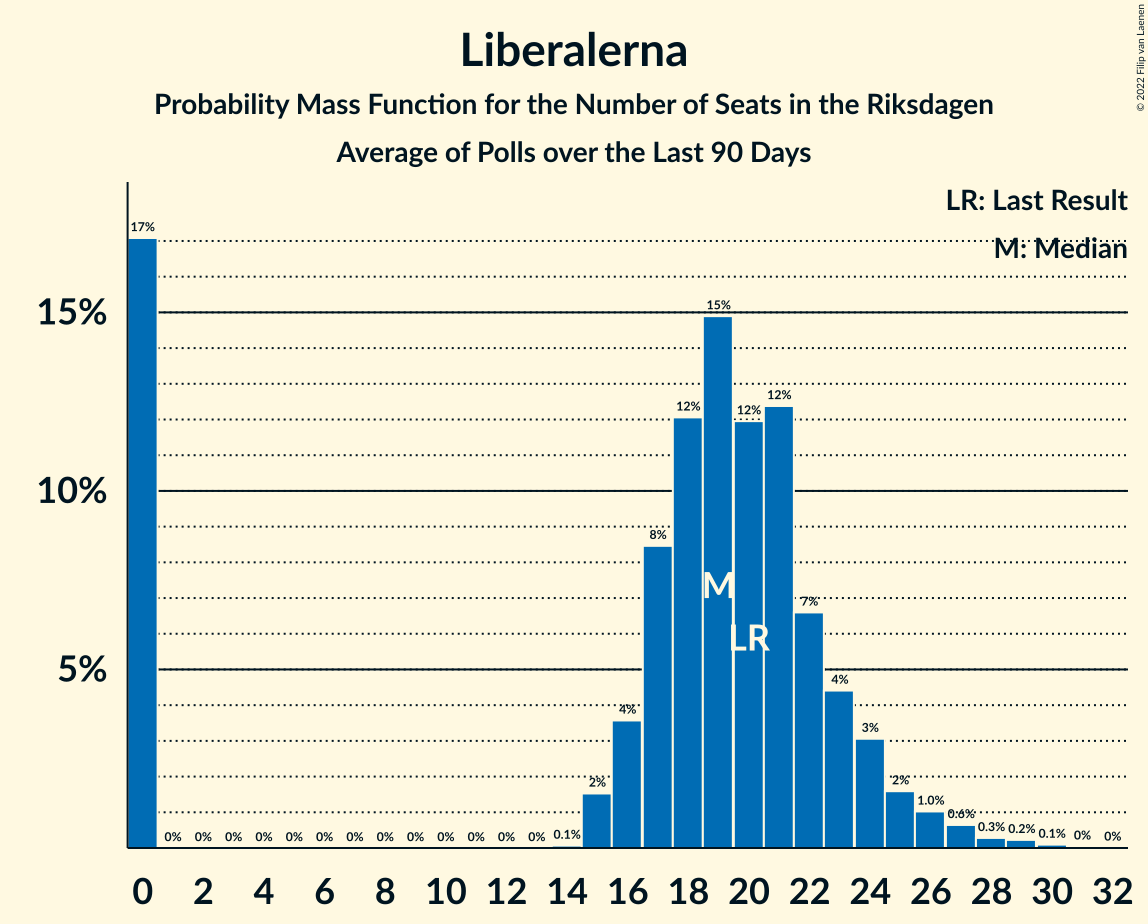 Liberalerna
Probability Mass Function for the Number of Seats in the Riksdagen
Average of Polls over the Last 90 Days
© 2022 Filip van Laenen
LR: Last Result
M: Median
17%
15%
15%
12%
12%
12%
10%
8%
M
7%
LR
5%
4%
4%
3%
2%
2%
1.0%
0.6%
0.3%
0.2%
0.1%
0% 0% 0% 0% 0% 0% 0% 0% 0% 0% 0% 0% 0% 0.1% 0% 0%
0 2 4 6 8 10 12 14 16 18 20 22 24 26 28 30 32